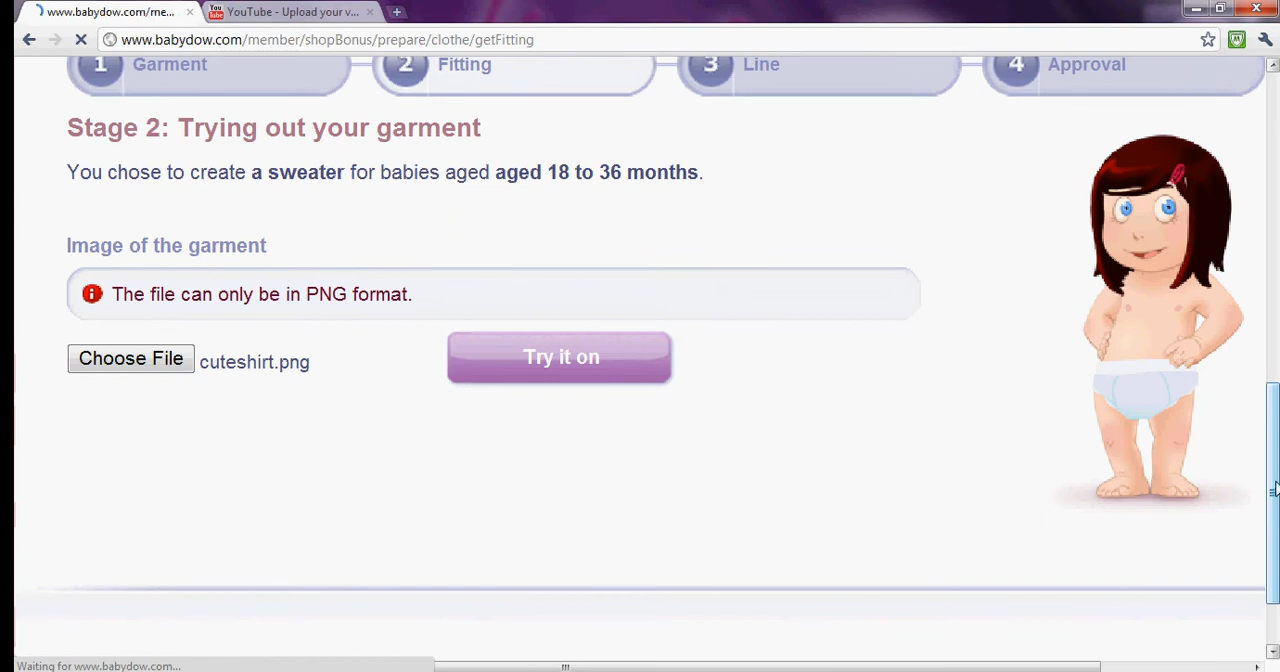 www.babydow.com/me...
You Tube
YouTube - Upload your v...
www.babydow.com/member/shopBonus/prepare/clothe/getFitting
1 Garment
2 Fitting
3 Line
4 Approval
Stage 2: Trying out your garment
You chose to create a sweater for babies aged aged 18 to 36 months.
Image of the garment
The file can only be in PNG format.
Choose File cuteshirt.png
Try it on
Waiting for www.babydow.com...